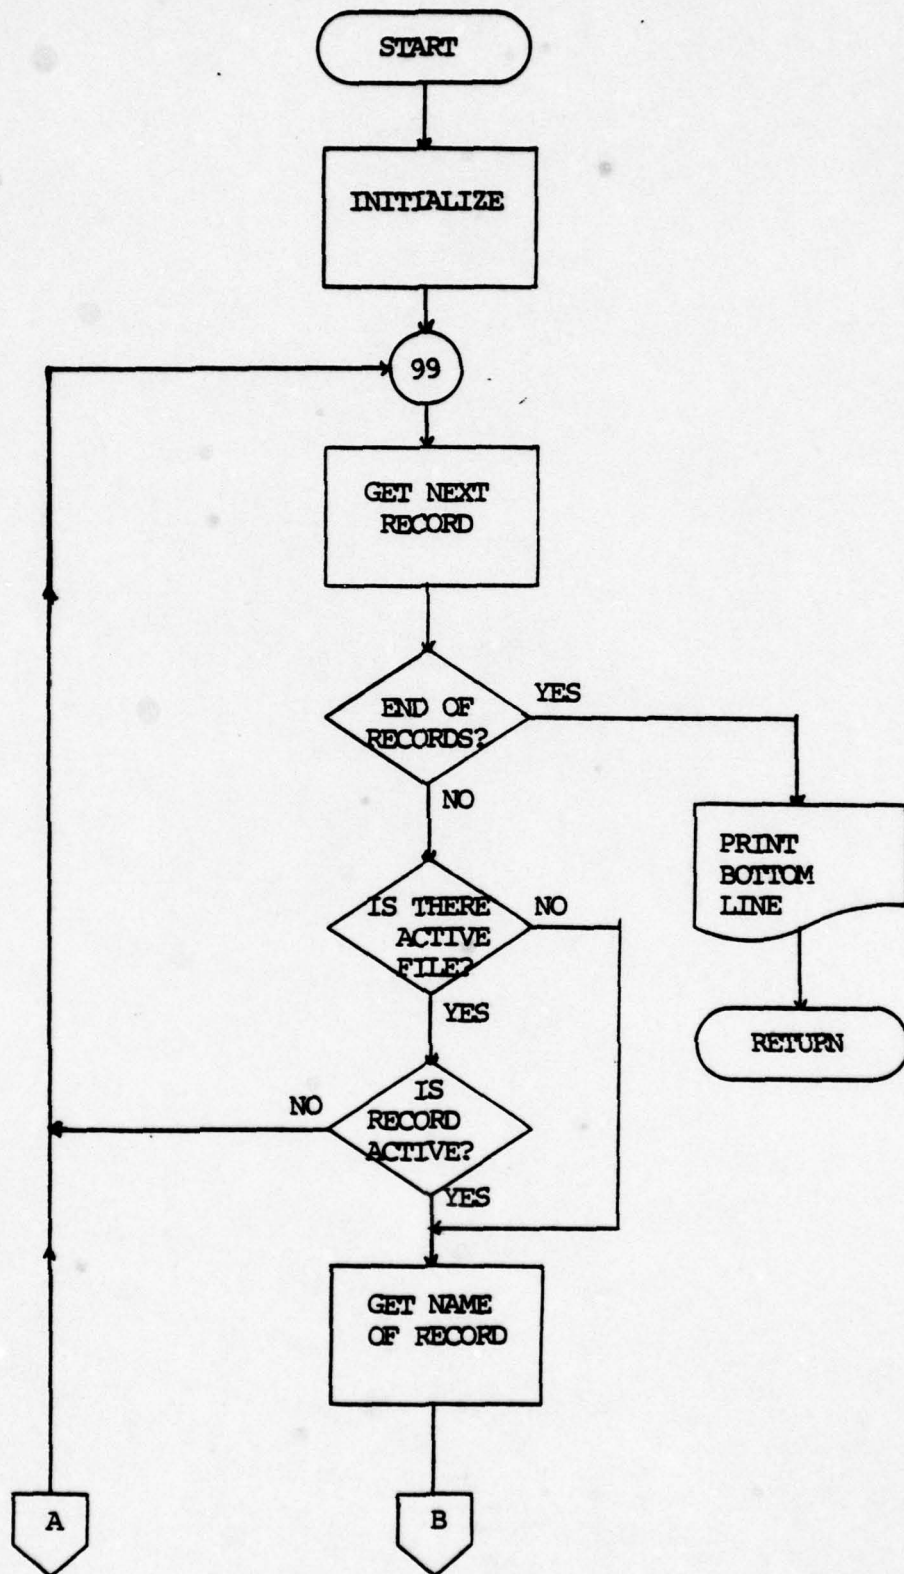 START
INITIALIZE
99
GET NEXT
RECORD
END OF
RECORDS?
YES
NO
PRINT
BOTTOM
LINE
IS THERE
ACTIVE
FILE?
NO
YES
RETURN
IS
RECORD
ACTIVE?
NO
YES
GET NAME
OF RECORD
A
B